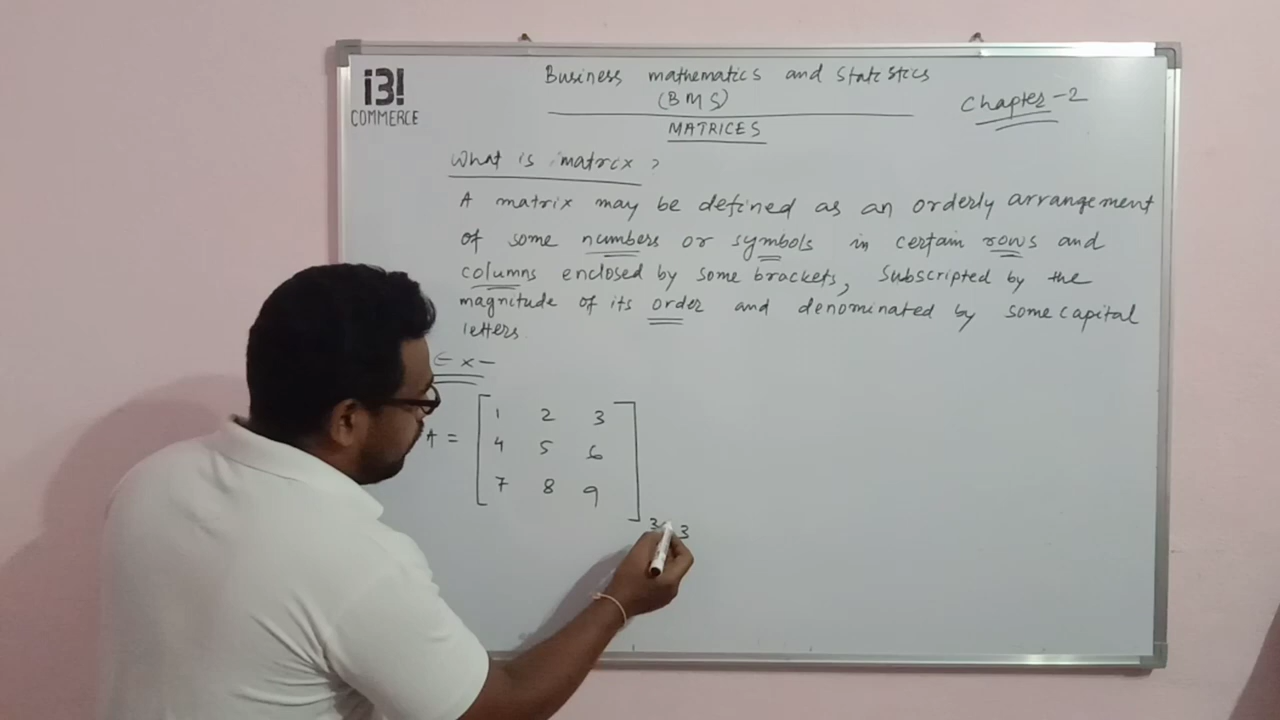 i3!
COMMERCE
Business mathematics and Statistics
(BMS)
Chapter-2
MATRICES
What is matrix?
A matrix may be defined as an orderly arrangement
of some numbers or symbols in certain rows and
columns enclosed by some brackets, subscripted by the
magnitude of its order and denominated by some capital
letters.
Ex-
A = [1 2 3
4 5 6
7 8 9]
3 3